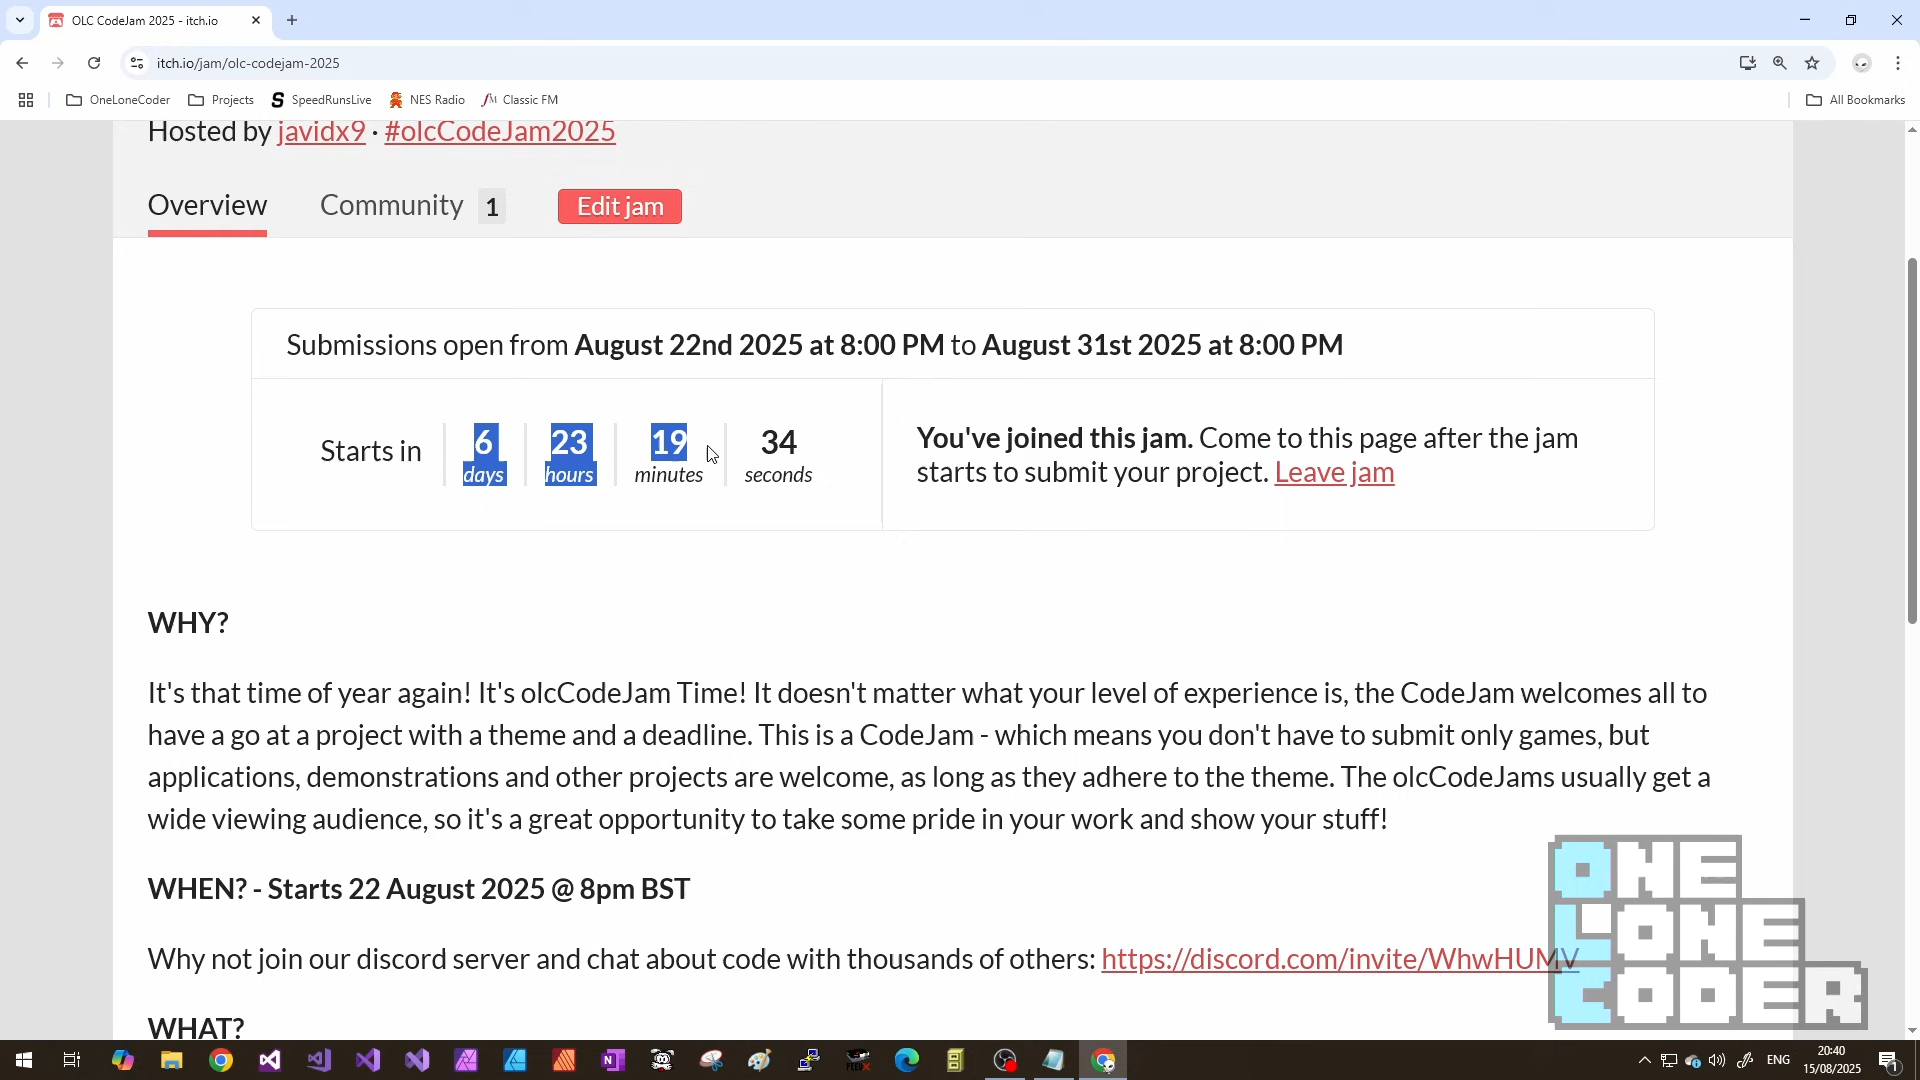 OLC CodeJam 2025 - itch.io
itch.io/jam/olc-codejam-2025
OneLoneCoder
Projects
SpeedRunsLive
NES Radio
Classic FM
All Bookmarks
Hosted by javidx9 · #olcCodeJam2025
Overview
Community 1
Edit jam
Submissions open from August 22nd 2025 at 8:00 PM to August 31st 2025 at 8:00 PM
Starts in
6
days
23
hours
19
minutes
34
seconds
You've joined this jam. Come to this page after the jam
starts to submit your project. Leave jam
WHY?
It's that time of year again! It's olcCodeJam Time! It doesn't matter what your level of experience is, the CodeJam welcomes all to
have a go at a project with a theme and a deadline. This is a CodeJam - which means you don't have to submit only games, but
applications, demonstrations and other projects are welcome, as long as they adhere to the theme. The olcCodeJams usually get a
wide viewing audience, so it's a great opportunity to take some pride in your work and show your stuff!
WHEN? - Starts 22 August 2025 @ 8pm BST
Why not join our discord server and chat about code with thousands of others: https://discord.com/invite/WhwHUMV
WHAT?
ONE
LONE
CODER
ENG
20:40
15/08/2025
1